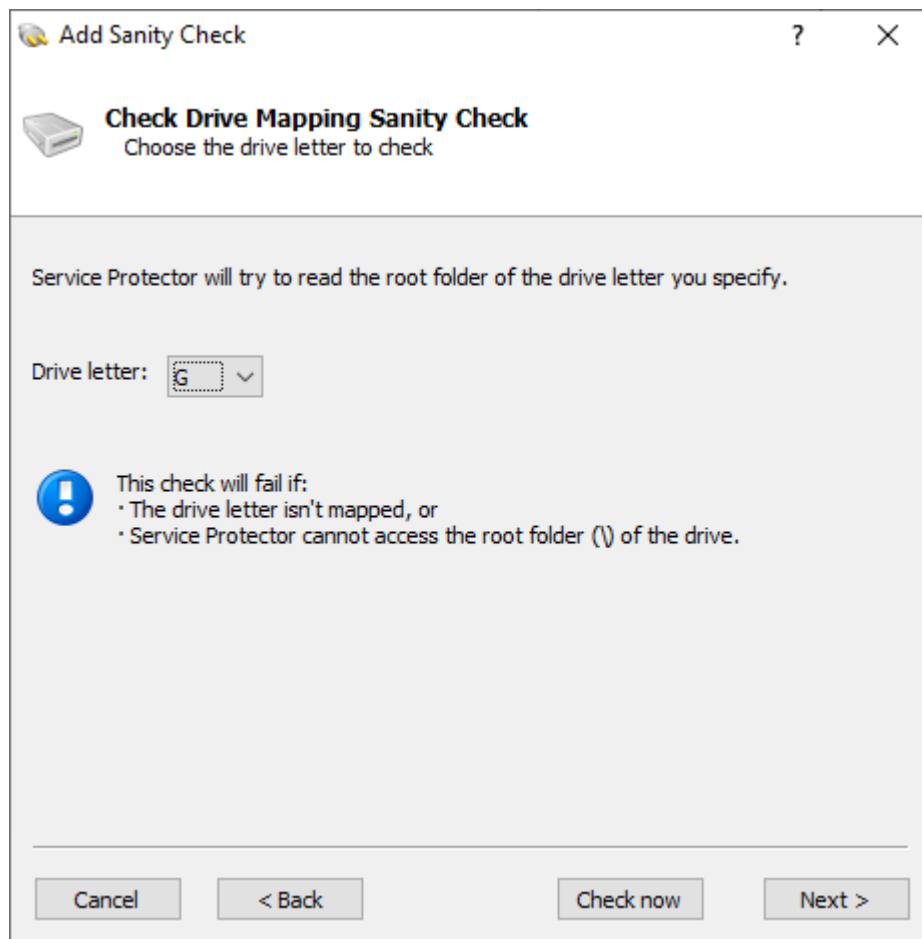 Add Sanity Check
?
Check Drive Mapping Sanity Check
Choose the drive letter to check
Service Protector will try to read the root folder of the drive letter you specify.
Drive letter: G
This check will fail if:
· The drive letter isn't mapped, or
· Service Protector cannot access the root folder (\) of the drive.
Cancel < Back Check now Next >